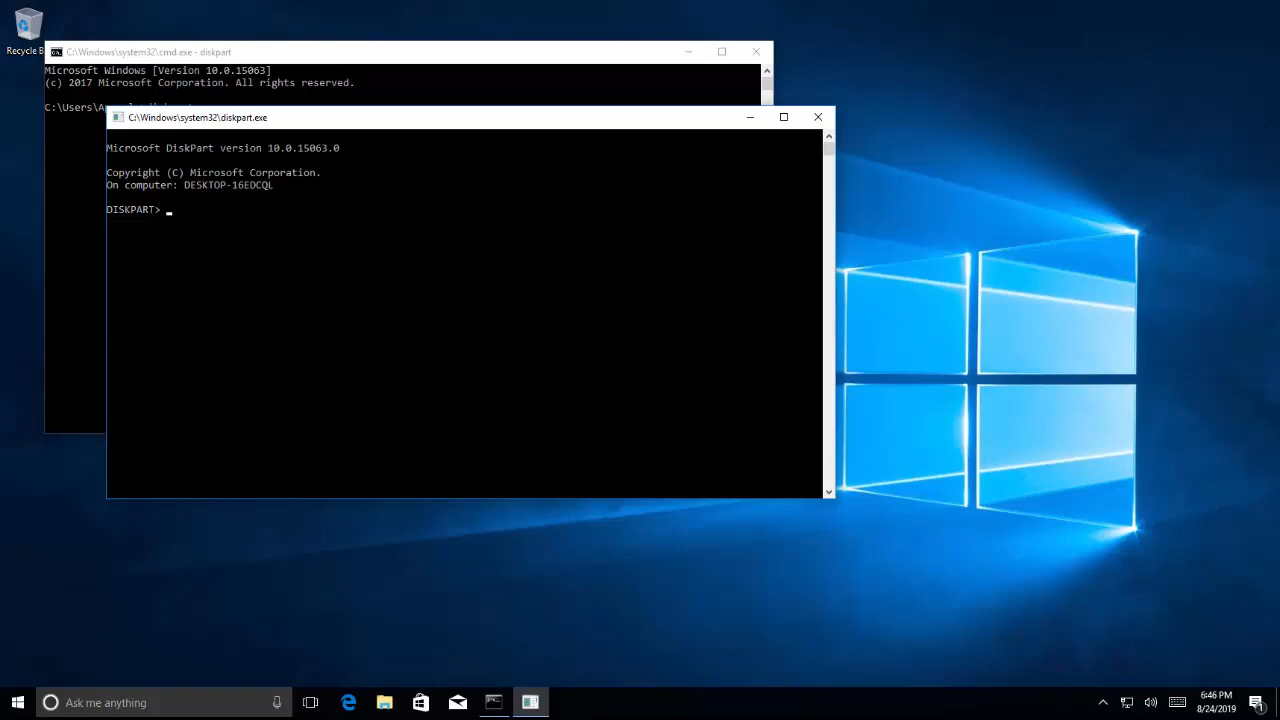 Recycle B
C:\Windows\system32\cmd.exe - diskpart
Microsoft Windows [Version 10.0.15063]
(c) 2017 Microsoft Corporation. All rights reserved.
C:\Users\A
C:\Windows\system32\diskpart.exe
Microsoft DiskPart version 10.0.15063.0
Copyright (C) Microsoft Corporation.
On computer: DESKTOP-16EDCQL
DISKPART>
Ask me anything
6:46 PM
8/24/2019
1